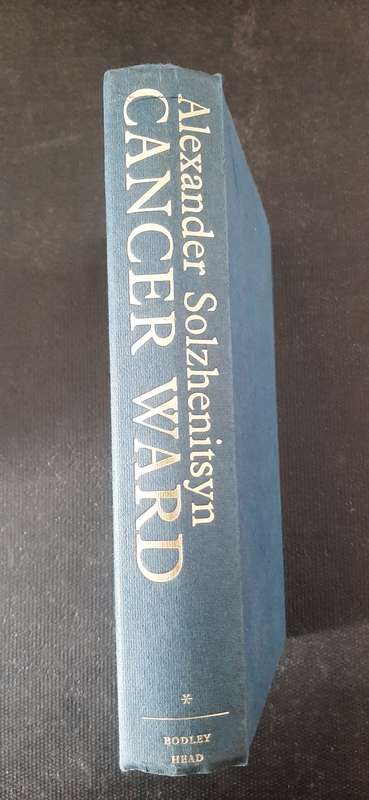 Alexander Solzhenitsyn
CANCER WARD
*
BODLEY
HEAD